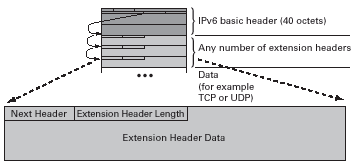 IPv6 basic header (40 octets)
Any number of extension headers
Data
(for example
TCP or UDP)
Next Header
Extension Header Length
Extension Header Data